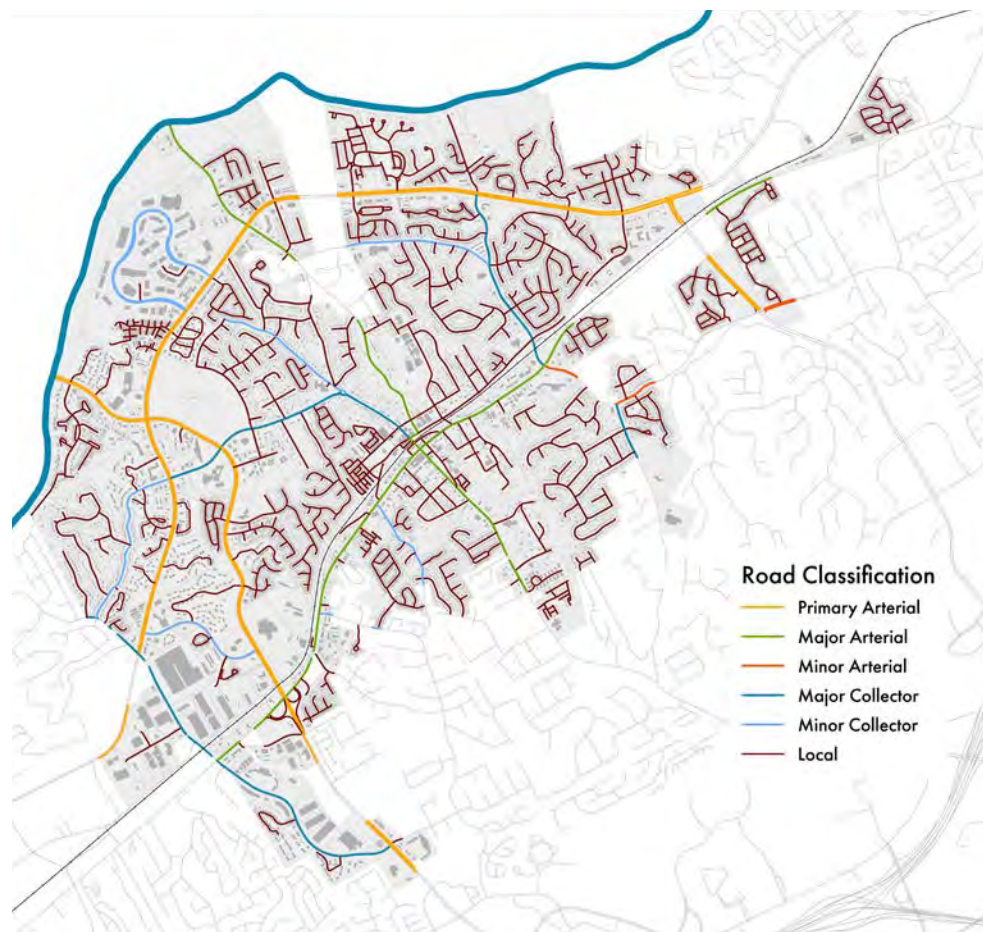 Road Classification
Primary Arterial
Major Arterial
Minor Arterial
Major Collector
Minor Collector
Local